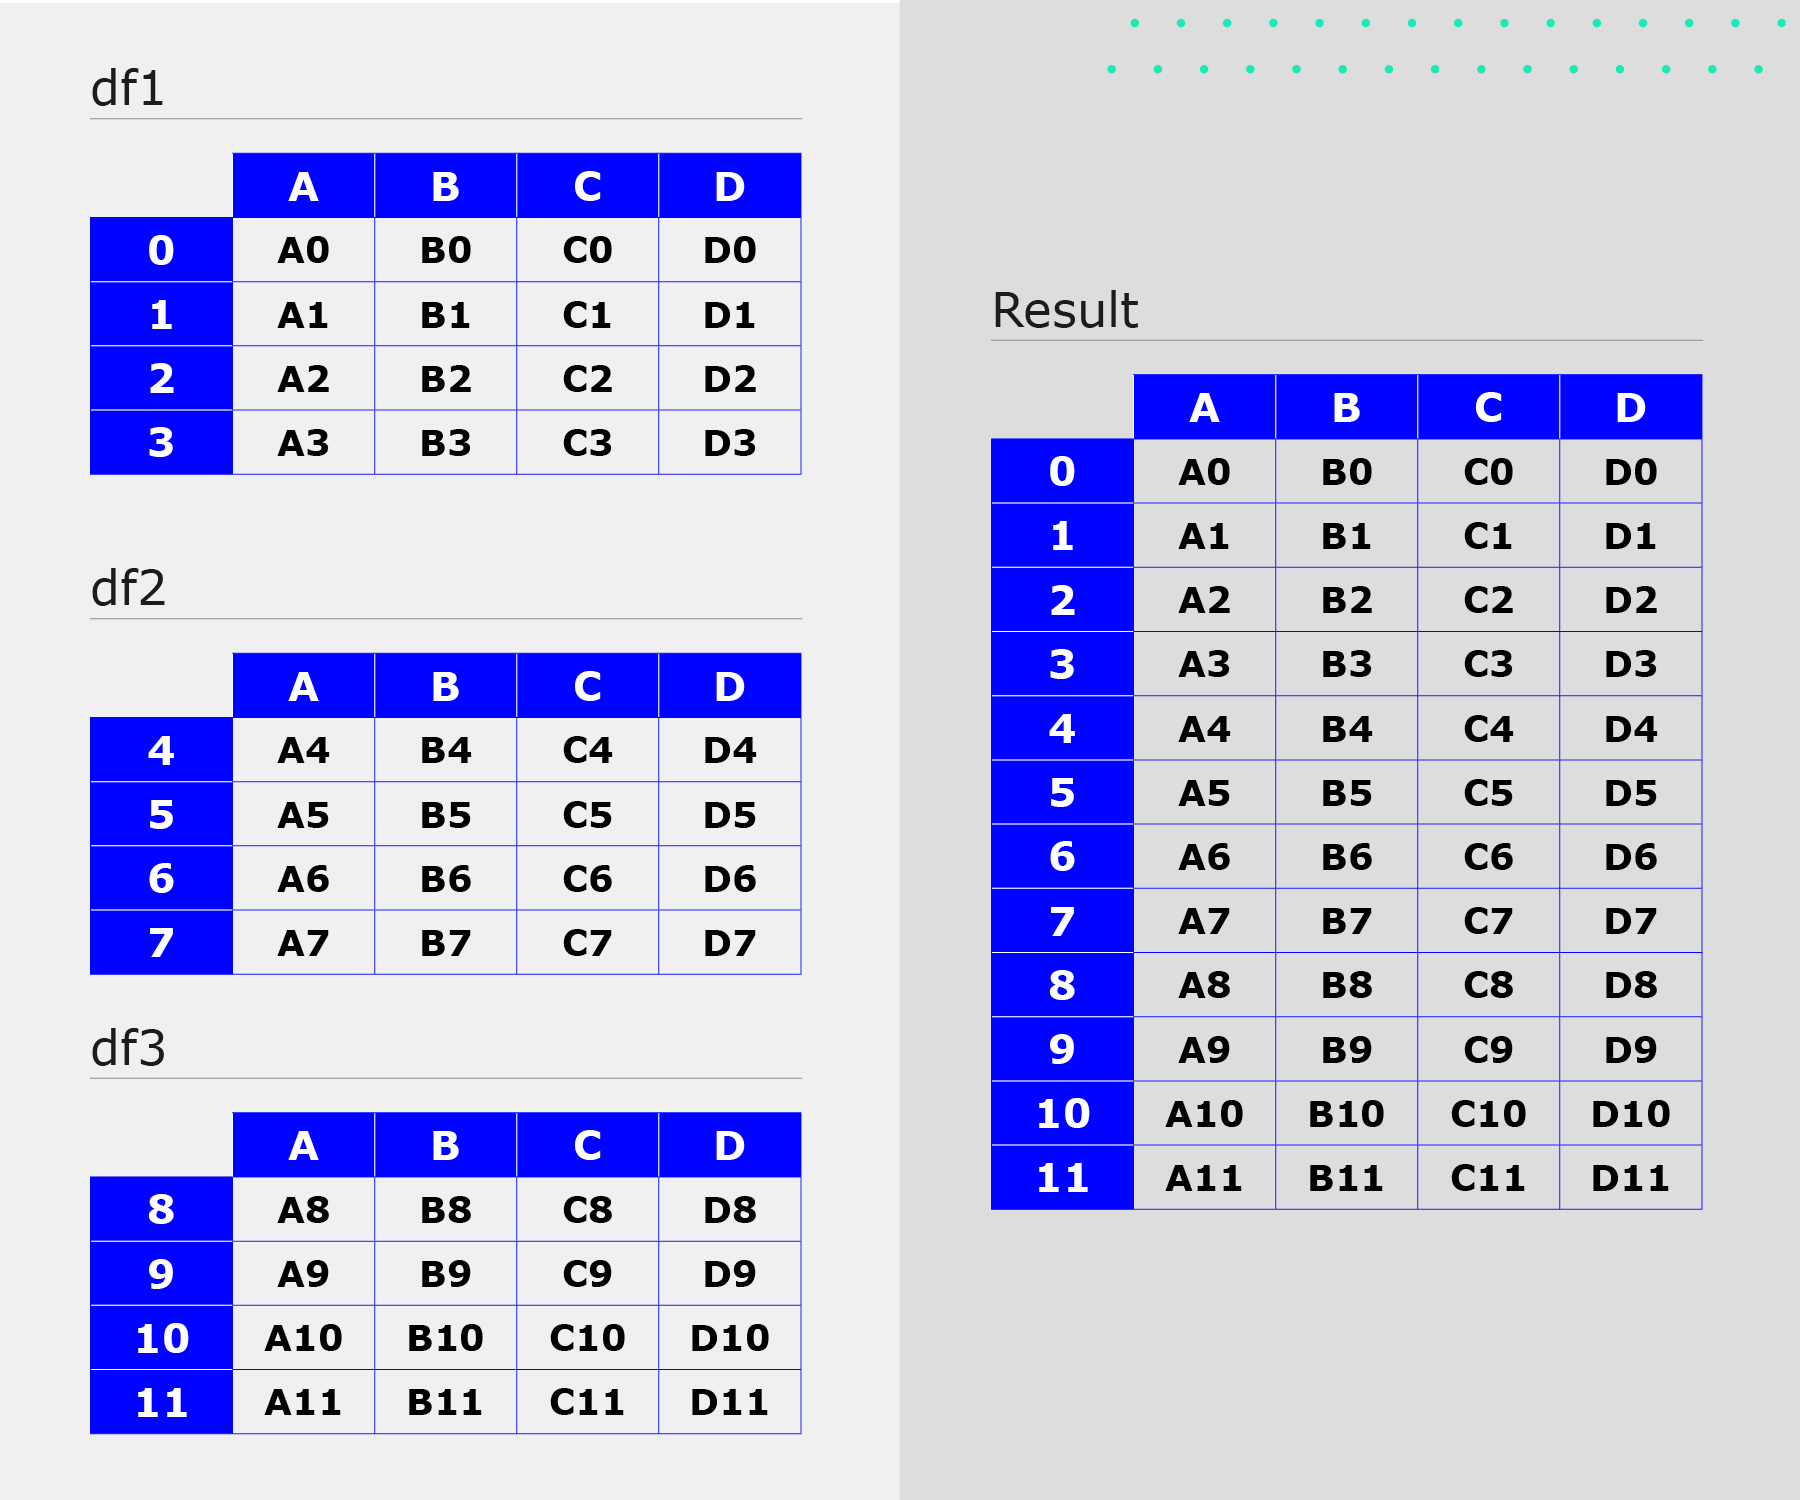 df1
A B C D
0 A0 B0 C0 D0
1 A1 B1 C1 D1
2 A2 B2 C2 D2
3 A3 B3 C3 D3
df2
A B C D
4 A4 B4 C4 D4
5 A5 B5 C5 D5
6 A6 B6 C6 D6
7 A7 B7 C7 D7
df3
A B C D
8 A8 B8 C8 D8
9 A9 B9 C9 D9
10 A10 B10 C10 D10
11 A11 B11 C11 D11
Result
A B C D
0 A0 B0 C0 D0
1 A1 B1 C1 D1
2 A2 B2 C2 D2
3 A3 B3 C3 D3
4 A4 B4 C4 D4
5 A5 B5 C5 D5
6 A6 B6 C6 D6
7 A7 B7 C7 D7
8 A8 B8 C8 D8
9 A9 B9 C9 D9
10 A10 B10 C10 D10
11 A11 B11 C11 D11